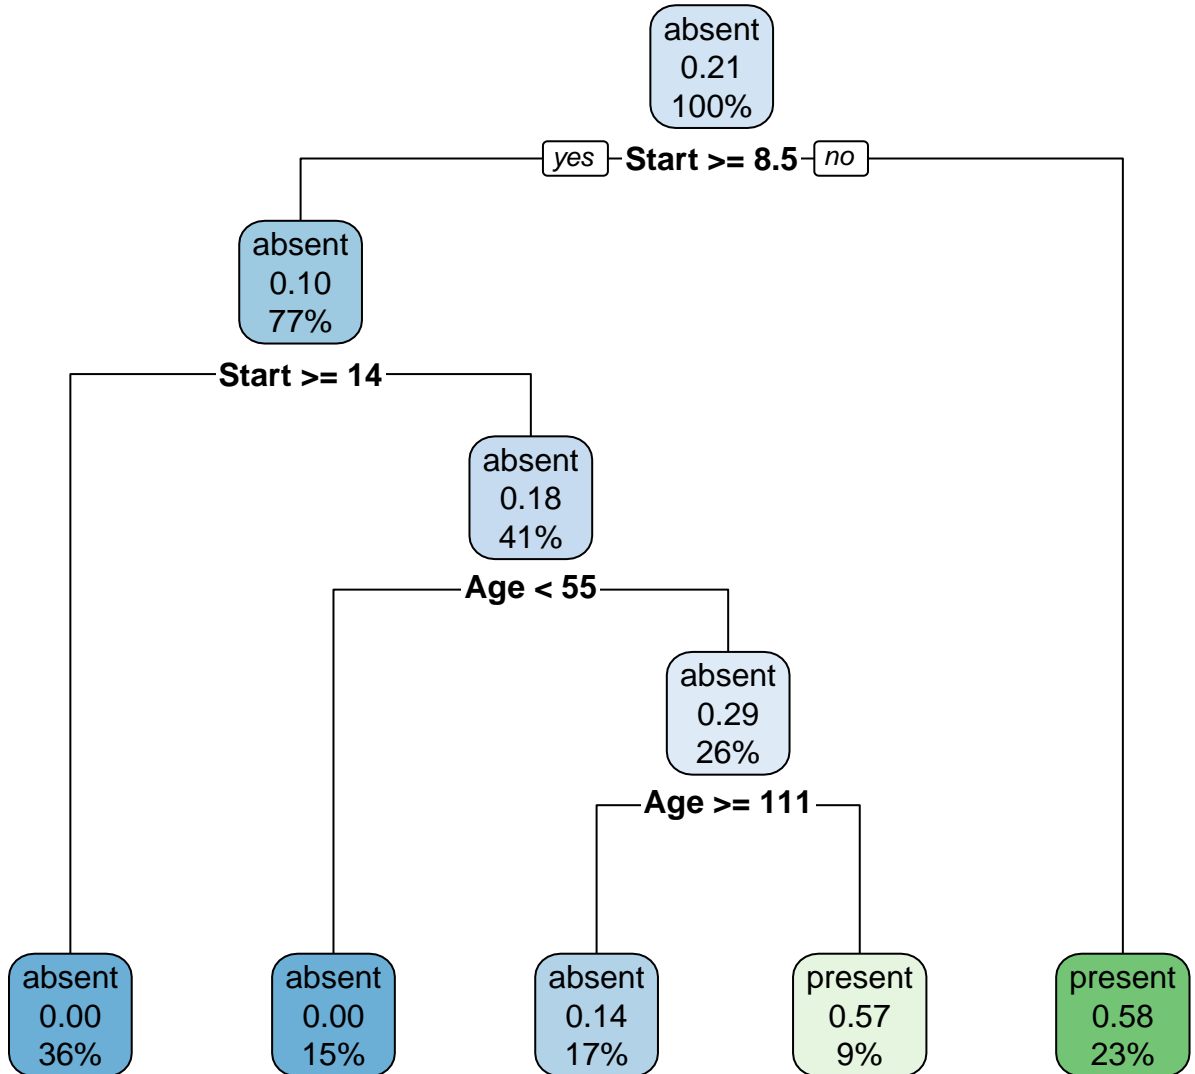 absent
0.21
100%
yes Start >= 8.5 no
absent
0.10
77%
Start >= 14
absent
0.18
41%
Age < 55
absent
0.29
26%
Age >= 111
absent
0.00
36%
absent
0.00
15%
absent
0.14
17%
present
0.57
9%
present
0.58
23%